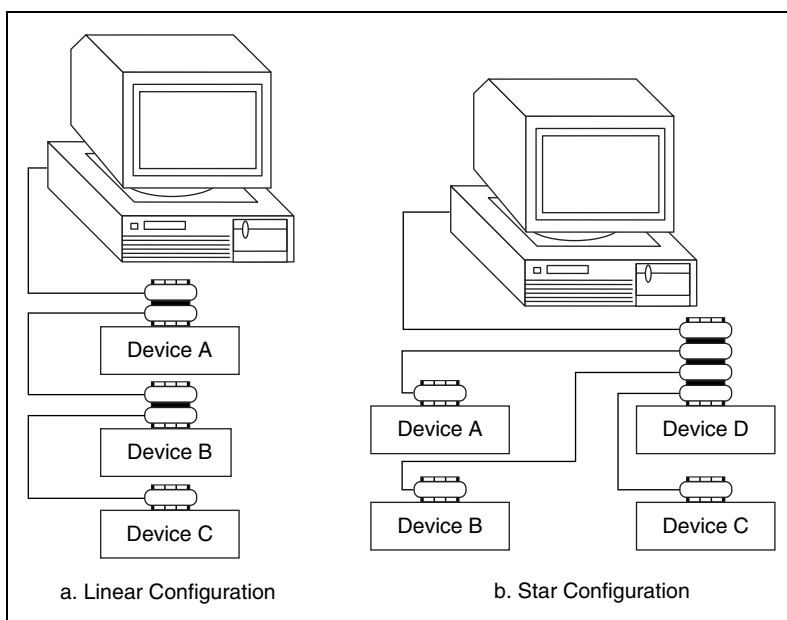 Device A
Device B
Device C
a. Linear Configuration
Device A
Device D
Device B
Device C
b. Star Configuration